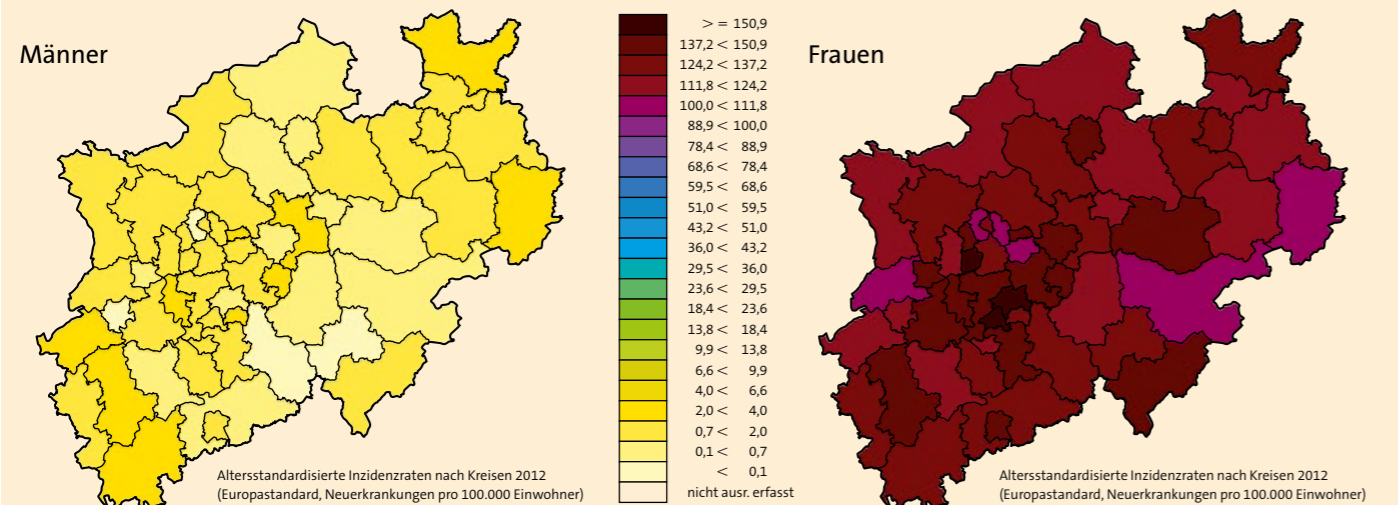 Männer
Frauen
> = 150,9
137,2 < 150,9
124,2 < 137,2
111,8 < 124,2
100,0 < 111,8
88,9 < 100,0
78,4 < 88,9
68,6 < 78,4
59,5 < 68,6
51,0 < 59,5
43,2 < 51,0
36,0 < 43,2
29,5 < 36,0
23,6 < 29,5
18,4 < 23,6
13,8 < 18,4
9,9 < 13,8
6,6 < 9,9
4,0 < 6,6
2,0 < 4,0
0,7 < 2,0
0,1 < 0,7
< 0,1
nicht ausr. erfasst
Altersstandardisierte Inzidenzraten nach Kreisen 2012
(Europastandard, Neuerkrankungen pro 100.000 Einwohner)
Altersstandardisierte Inzidenzraten nach Kreisen 2012
(Europastandard, Neuerkrankungen pro 100.000 Einwohner)